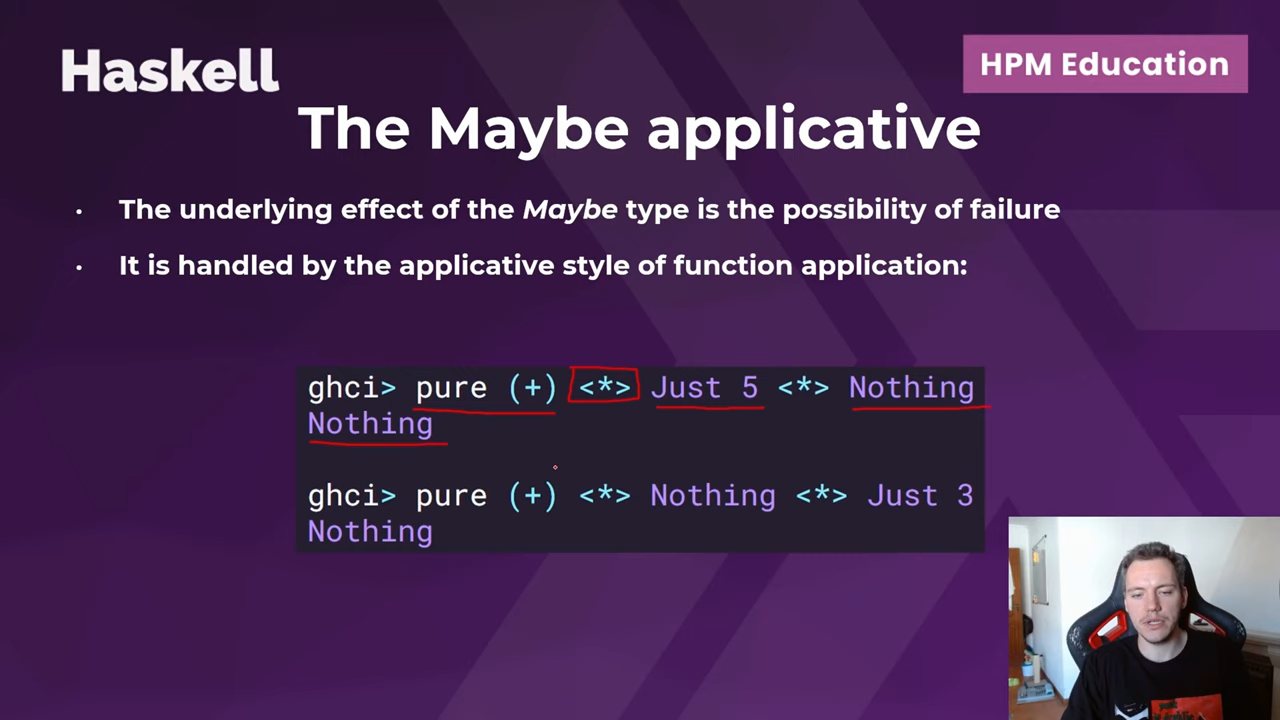 Haskell
HPM Education
The Maybe applicative
· The underlying effect of the Maybe type is the possibility of failure
· It is handled by the applicative style of function application:
ghci> pure (+) <*> Just 5 <*> Nothing
Nothing
ghci> pure (+) <*> Nothing <*> Just 3
Nothing